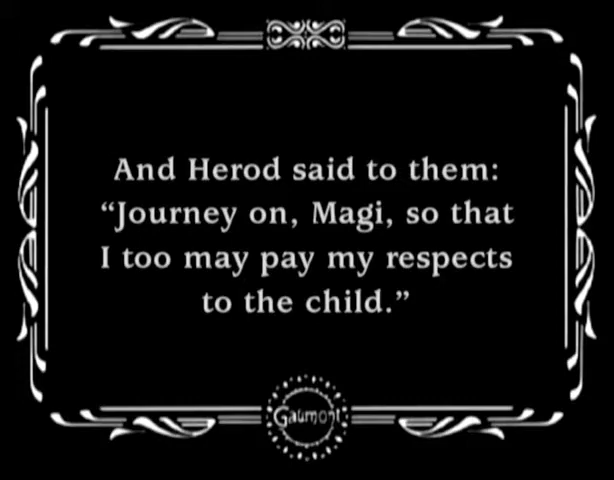 And Herod said to them:
“Journey on, Magi, so that
I too may pay my respects
to the child.”
Gaumont